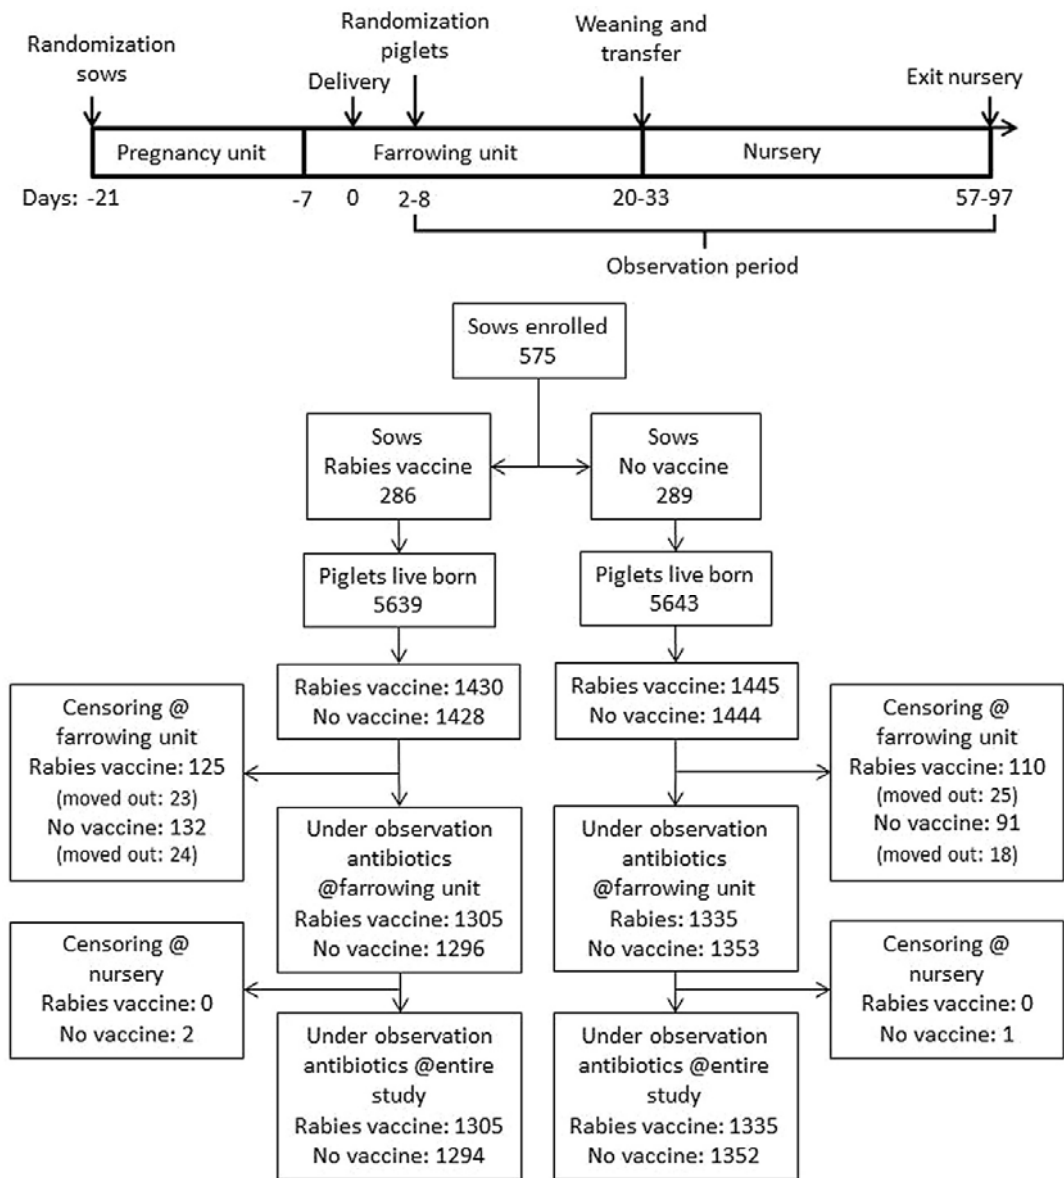 Randomization
sows
Delivery
Randomization
piglets
Weaning and
transfer
Exit nursery
Pregnancy unit
Farrowing unit
Nursery
Days: -21
-7
0
2-8
20-33
57-97
Observation period
Sows enrolled
575
Sows
Rabies vaccine
286
Sows
No vaccine
289
Piglets live born
5639
Piglets live born
5643
Rabies vaccine: 1430
No vaccine: 1428
Rabies vaccine: 1445
No vaccine: 1444
Censoring @
farrowing unit
Rabies vaccine: 125
(moved out: 23)
No vaccine: 132
(moved out: 24)
Censoring @
farrowing unit
Rabies vaccine: 110
(moved out: 25)
No vaccine: 91
(moved out: 18)
Under observation
antibiotics
@farrowing unit
Rabies vaccine: 1305
No vaccine: 1296
Under observation
antibiotics
@farrowing unit
Rabies: 1335
No vaccine: 1353
Censoring @
nursery
Rabies vaccine: 0
No vaccine: 2
Censoring @
nursery
Rabies vaccine: 0
No vaccine: 1
Under observation
antibiotics @entire
study
Rabies vaccine: 1305
No vaccine: 1294
Under observation
antibiotics @entire
study
Rabies vaccine: 1335
No vaccine: 1352